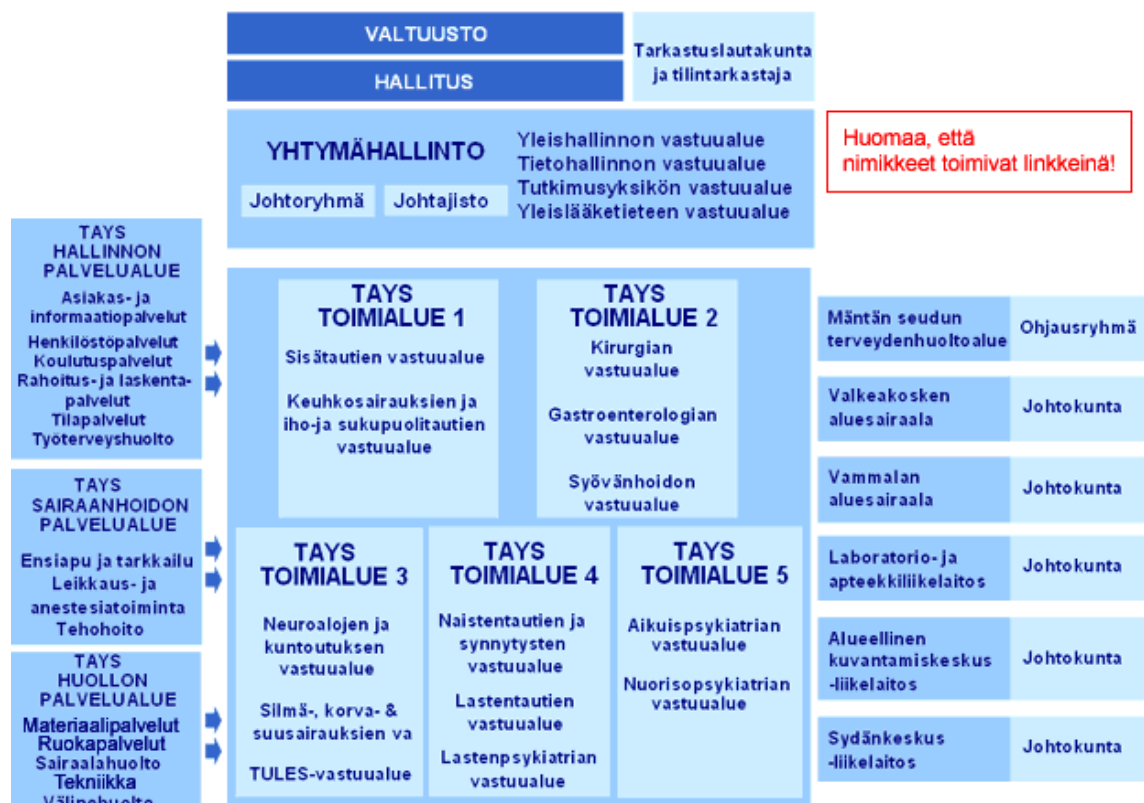 VALTUUSTO
HALLITUS
Tarkastuslautakunta
ja tilintarkastaja
YHTYMÄHALLINTO
Johtoryhmä
Johtajisto
Yleishallinnon vastuualue
Tietohallinnon vastuualue
Tutkimusyksikön vastuualue
Yleislääketieteen vastuualue
Huomaa, että
nimikkeet toimivat linkkeinä!
TAYS
HALLINNON
PALVELUALUE
Asiakas- ja
informaatiopalvelut
Henkilöstöpalvelut
Koulutuspalvelut
Rahoitus- ja laskenta-
palvelut
Tilapalvelut
Työterveyshuolto
TAYS
SAIRAANHOIDON
PALVELUALUE
Ensiapu ja tarkkailu
Leikkaus- ja
anestesiatoiminta
Tehohoito
TAYS
HUOLLON
PALVELUALUE
Materiaalipalvelut
Ruokapalvelut
Sairaalahuolto
Tekniikka
Välinehuolto
TAYS
TOIMIALUE 1
Sisätautien vastuualue
Keuhkosairauksien ja
iho-ja sukupuolitautien
vastuualue
TAYS
TOIMIALUE 2
Kirurgian
vastuualue
Gastroenterologian
vastuualue
Syövänhoidon
vastuualue
TAYS
TOIMIALUE 3
Neuroalojen ja
kuntoutuksen
vastuualue
Silmä-, korva- &
suusairauksien va
TULES-vastuualue
TAYS
TOIMIALUE 4
Naistentautien ja
synnytysten
vastuualue
Lastentautien
vastuualue
Lastenpsykiatrian
vastuualue
TAYS
TOIMIALUE 5
Aikuispsykiatrian
vastuualue
Nuorisopsykiatrian
vastuualue
Mäntän seudun
terveydenhuoltoalue
Ohjausryhmä
Valkeakosken
aluesairaala
Johtokunta
Vammalan
aluesairaala
Johtokunta
Laboratorio- ja
apteekkiliikelaitos
Johtokunta
Alueellinen
kuvantamiskeskus
-liikelaitos
Johtokunta
Sydänkeskus
-liikelaitos
Johtokunta